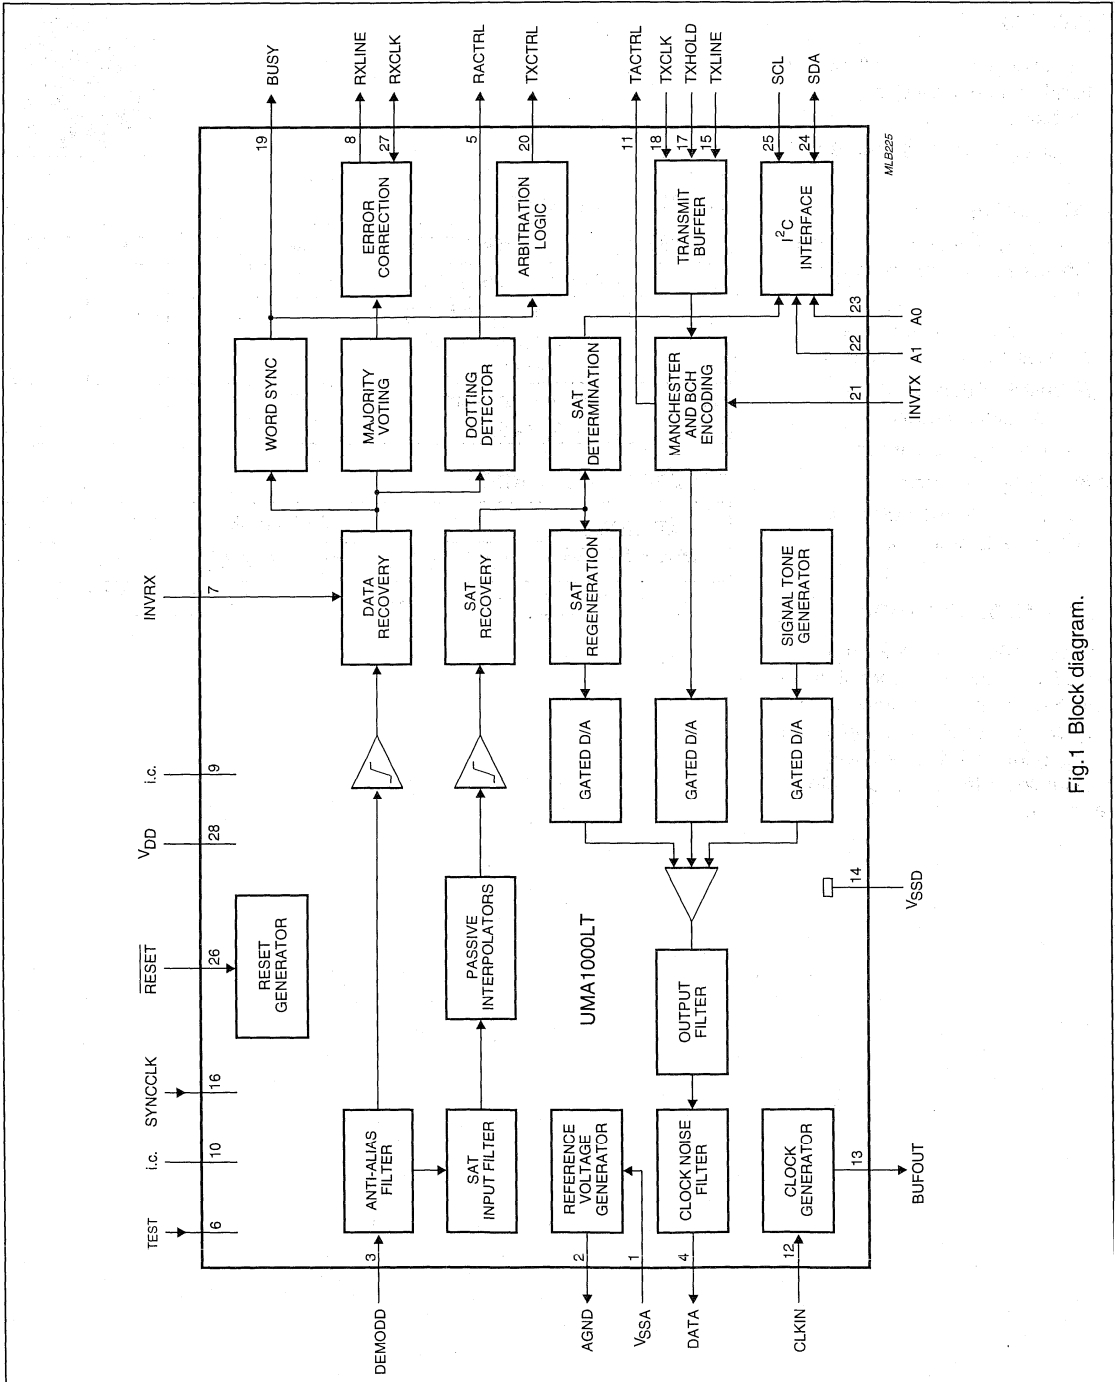 TEST
i.c.
SYNCCLK
RESET
VDD
i.c.
INVRX
6
10
16
26
28
9
7
RESET
GENERATOR
WORD SYNC
19
BUSY
DEMODD
3
ANTI-ALIAS
FILTER
DATA
RECOVERY
MAJORITY
VOTING
ERROR
CORRECTION
8
27
RXLINE
RXCLK
SAT
INPUT FILTER
PASSIVE
INTERPOLATORS
SAT
RECOVERY
DOTTING
DETECTOR
5
RACTRL
AGND
2
REFERENCE
VOLTAGE
GENERATOR
UMA1000LT
GATED D/A
SAT
REGENERATION
SAT
DETERMINATION
ARBITRATION
LOGIC
20
TXCTRL
VSSA
1
11
TACTRL
DATA
4
CLOCK NOISE
FILTER
OUTPUT
FILTER
GATED D/A
MANCHESTER
AND BCH
ENCODING
TRANSMIT
BUFFER
18
17
15
TXCLK
TXHOLD
TXLINE
CLKIN
12
CLOCK
GENERATOR
GATED D/A
SIGNAL TONE
GENERATOR
I²C
INTERFACE
25
24
SCL
SDA
13
14
21
22
23
BUFOUT
VSSD
INVTX
A1
A0
MLB225
Fig.1 Block diagram.